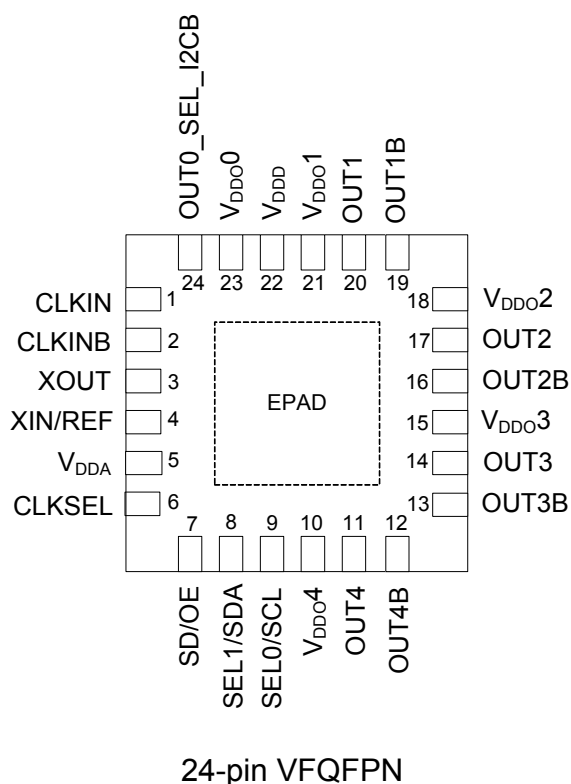 OUT0_SEL_I2CB
VDDO0
VDDD
VDDO1
OUT1
OUT1B
24 23 22 21 20 19
CLKIN 1
CLKINB 2
XOUT 3
XIN/REF 4
VDDA 5
CLKSEL 6
EPAD
18 VDDO2
17 OUT2
16 OUT2B
15 VDDO3
14 OUT3
13 OUT3B
7 8 9 10 11 12
SD/OE
SEL1/SDA
SEL0/SCL
VDDO4
OUT4
OUT4B
24-pin VFQFPN